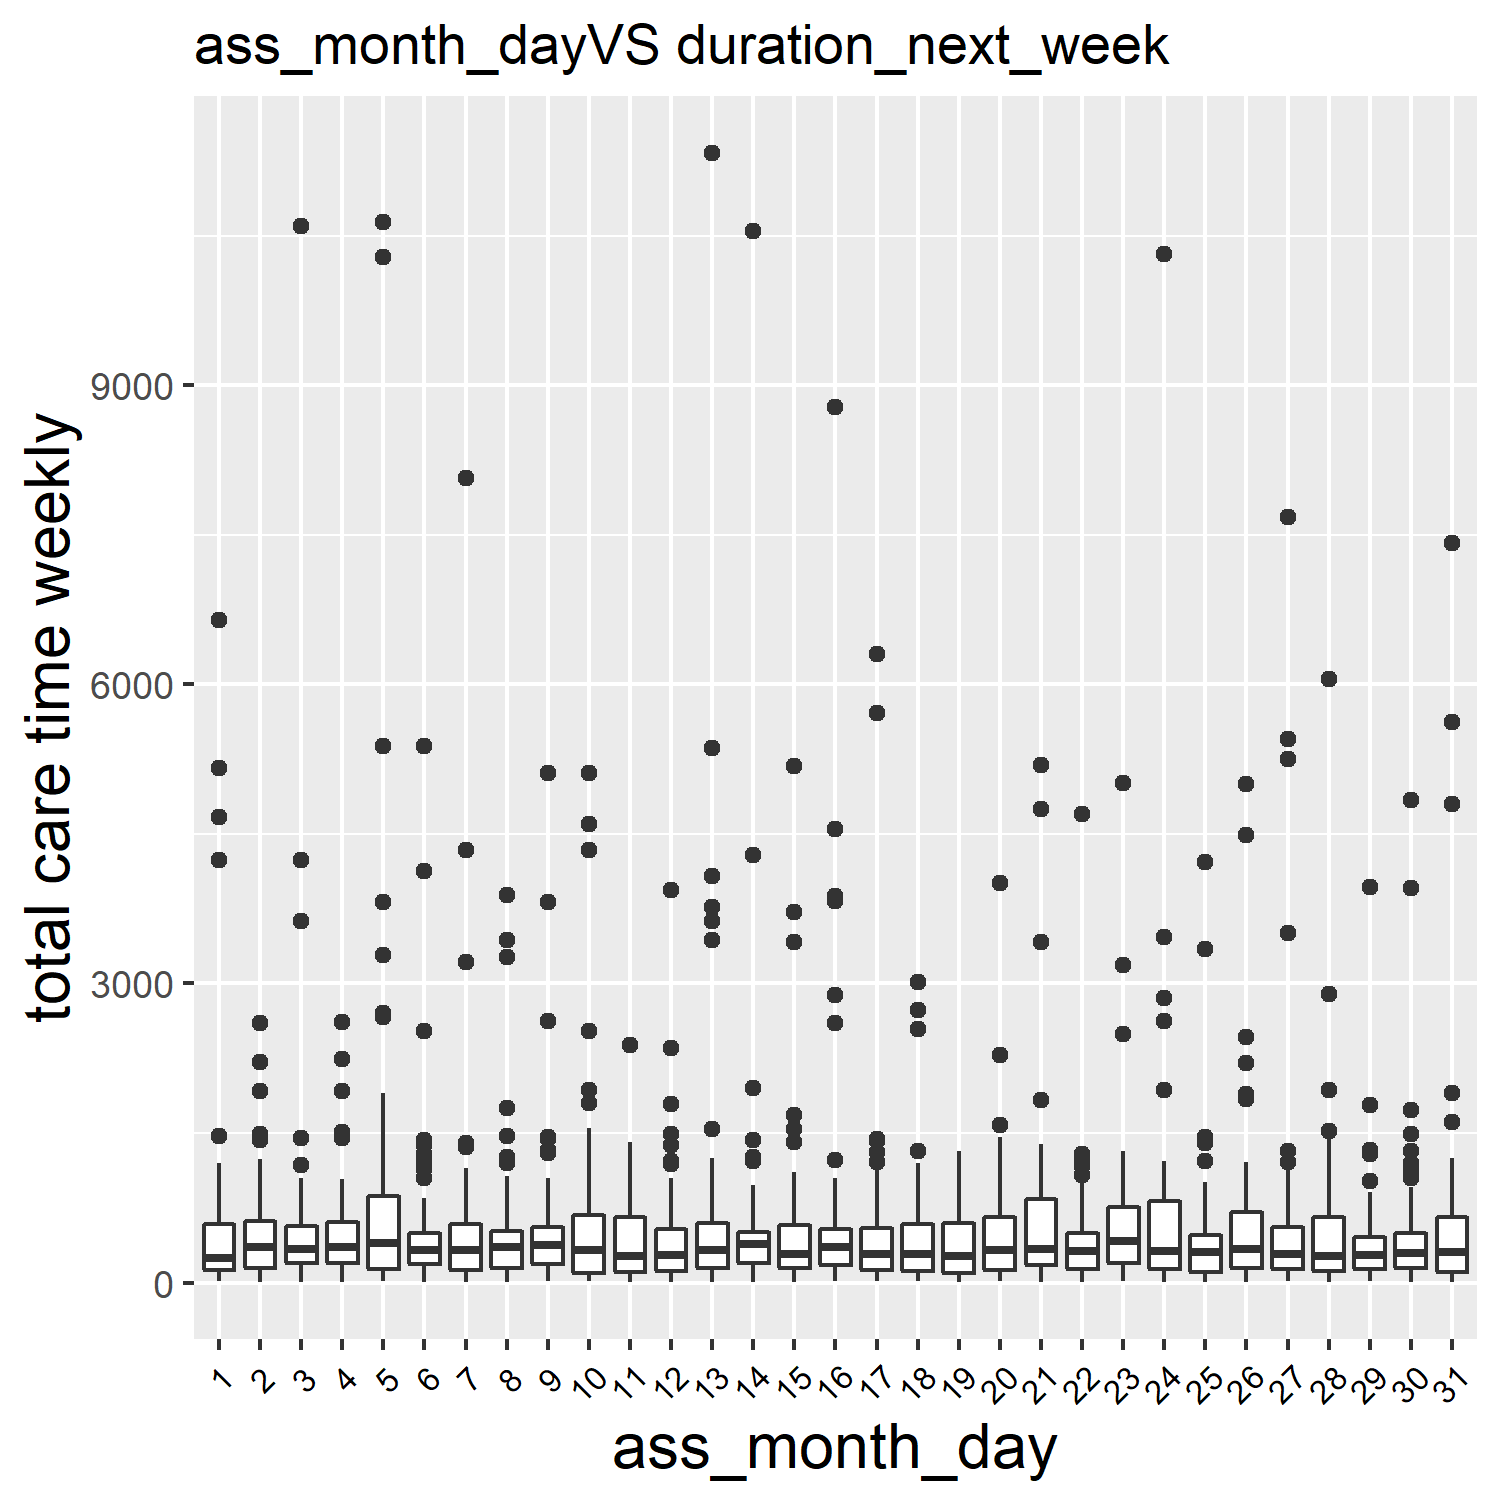 ass_month_dayVS duration_next_week
total care time weekly
9000
6000
3000
0
1 2 3 4 5 6 7 8 9 10 11 12 13 14 15 16 17 18 19 20 21 22 23 24 25 26 27 28 29 30 31
ass_month_day